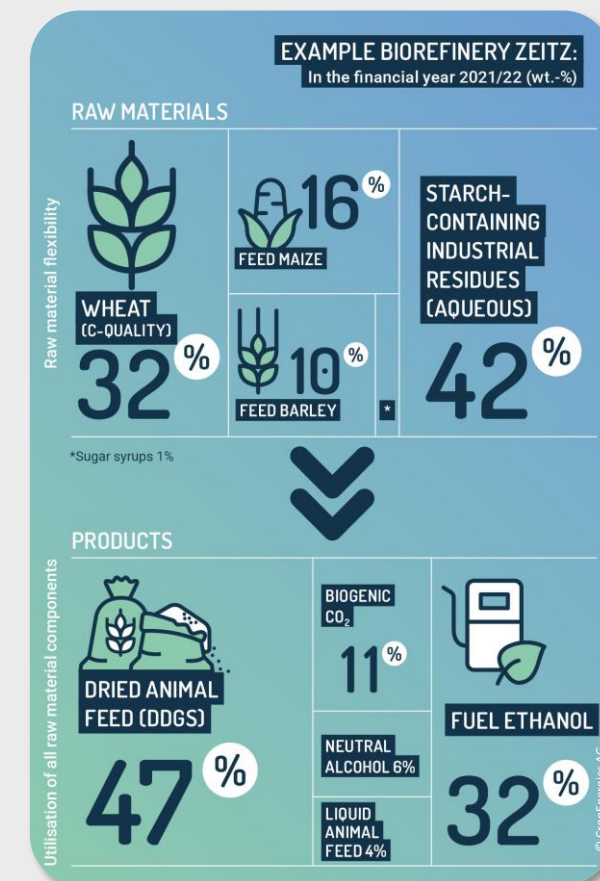 EXAMPLE BIOREFINERY ZEITZ:
In the financial year 2021/22 (wt.-%)
RAW MATERIALS
Raw material flexibility
WHEAT
(C-QUALITY)
32 %
16 %
FEED MAIZE
10 %
FEED BARLEY
*
STARCH-
CONTAINING
INDUSTRIAL
RESIDUES
(AQUEOUS)
42 %
*Sugar syrups 1%
PRODUCTS
Utilisation of all raw material components
DRIED ANIMAL
FEED (DDGS)
47 %
BIOGENIC
CO₂
11 %
NEUTRAL
ALCOHOL 6%
LIQUID
ANIMAL
FEED 4%
FUEL ETHANOL
32 %
© CropEnergies AG